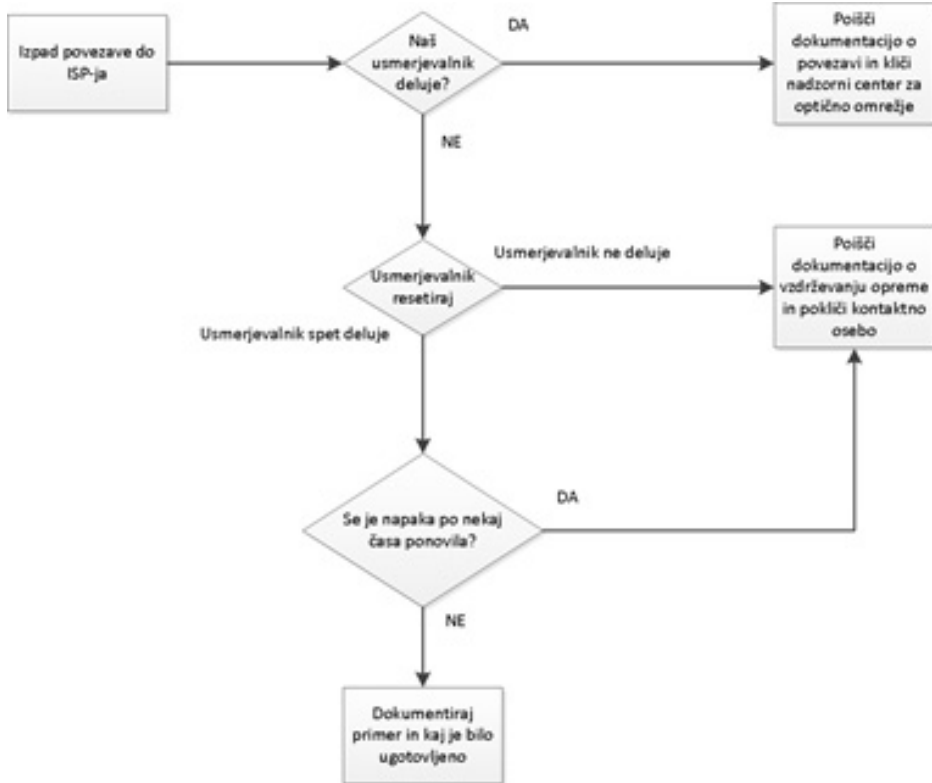 Izpad povezave do
ISP-ja
Naš
usmerjevalnik
deluje?
DA
Poišči
dokumentacijo o
povezavi in kliči
nadzorni center za
optično omrežje
NE
Usmerjevalnik
resetiraj
Usmerjevalnik ne deluje
Poišči
dokumentacijo o
vzdrževanju opreme
in pokliči kontaktno
osebo
Usmerjevalnik spet deluje
Se je napaka po nekaj
časa ponovila?
DA
NE
Dokumentiraj
primer in kaj je bilo
ugotovljeno